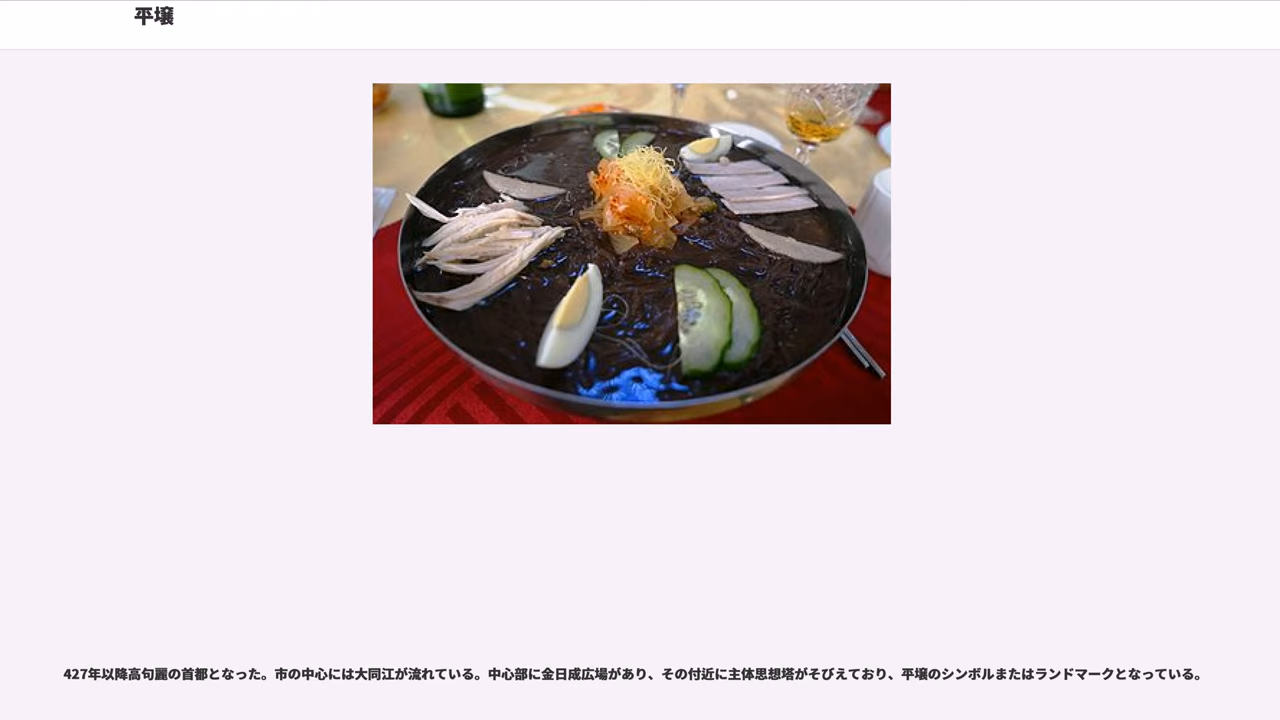 平壌
427年以降高句麗の首都となった。市の中心には大同江が流れている。中心部に金日成広場があり、その付近に主体思想塔がそびえており、平壌のシンボルまたはランドマークとなっている。